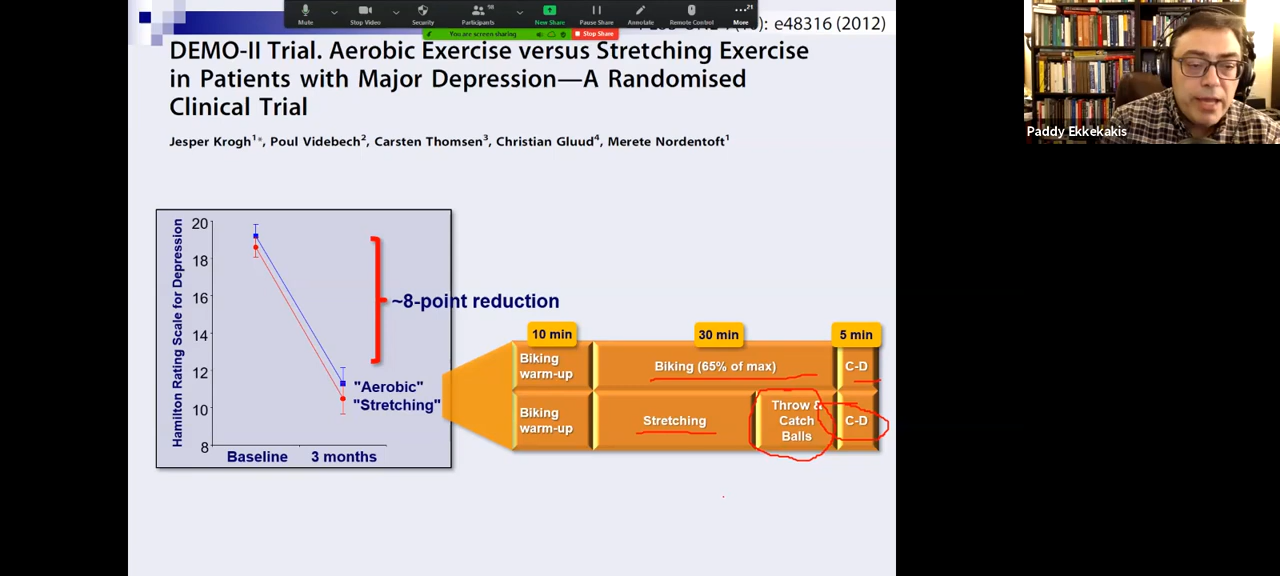 Mute
Stop Video
Security
Participants
98
New Share
Pause Share
Annotate
Remote Control
More
21
You are screen sharing
Stop Share
: e48316 (2012)
DEMO-II Trial. Aerobic Exercise versus Stretching Exercise
in Patients with Major Depression—A Randomised
Clinical Trial
Jesper Krogh1*, Poul Videbech2, Carsten Thomsen3, Christian Gluud4, Merete Nordentoft1
Paddy Ekkekakis
Hamilton Rating Scale for Depression
20
18
16
14
12
10
8
Baseline
3 months
~8-point reduction
"Aerobic"
"Stretching"
10 min
30 min
5 min
Biking
warm-up
Biking (65% of max)
C-D
Biking
warm-up
Stretching
Throw &
Catch
Balls
C-D